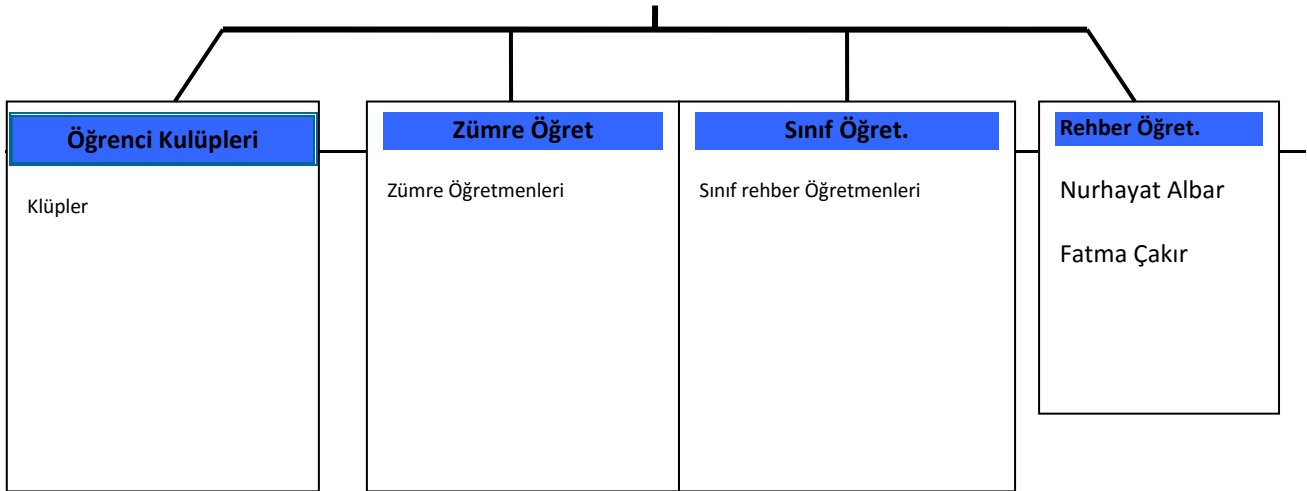 Öğrenci Kulüpleri
Klüpler
Zümre Öğret
Zümre Öğretmenleri
Sınıf Öğret.
Sınıf rehber Öğretmenleri
Rehber Öğret.
Nurhayat Albar
Fatma Çakır